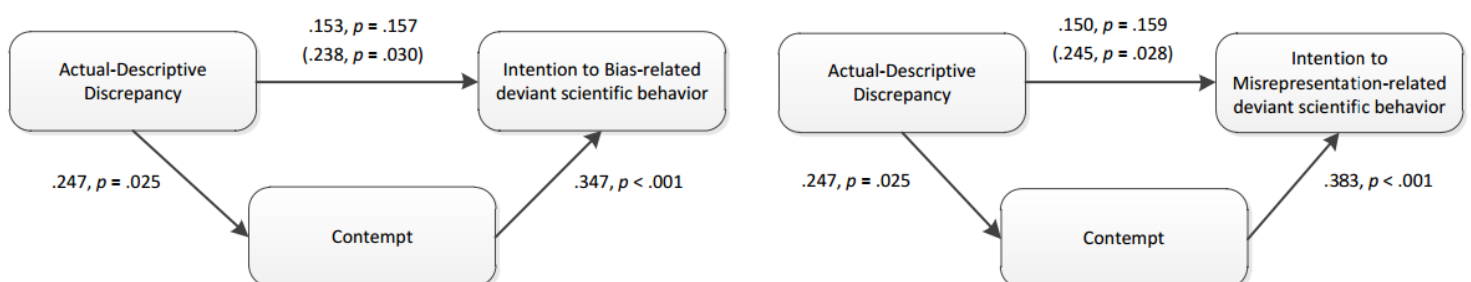 .153, p = .157
(.238, p = .030)
Actual-Descriptive
Discrepancy
Intention to Bias-related
deviant scientific behavior
.247, p = .025
.347, p < .001
Contempt
.150, p = .159
(.245, p = .028)
Actual-Descriptive
Discrepancy
Intention to
Misrepresentation-related
deviant scientific behavior
.247, p = .025
.383, p < .001
Contempt